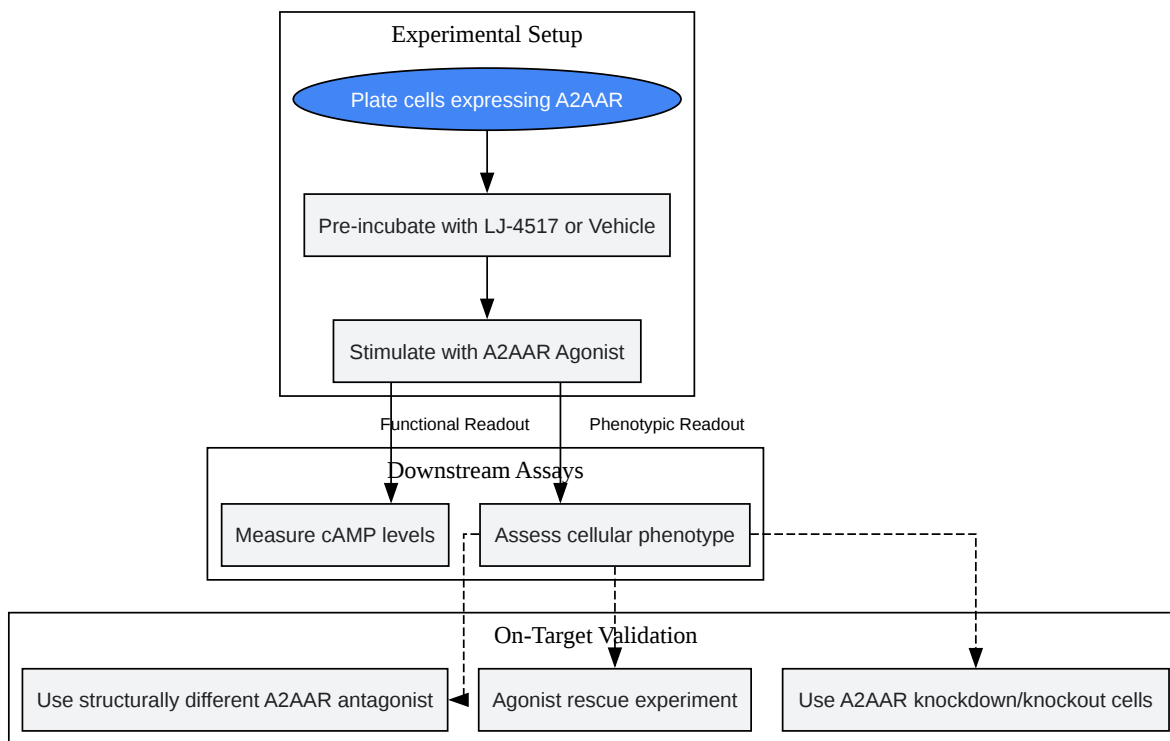 Experimental Setup
Plate cells expressing A2AAR
Pre-incubate with LJ-4517 or Vehicle
Stimulate with A2AAR Agonist
Functional Readout
Phenotypic Readout
Downstream Assays
Measure cAMP levels
Assess cellular phenotype
On-Target Validation
Use structurally different A2AAR antagonist
Agonist rescue experiment
Use A2AAR knockdown/knockout cells